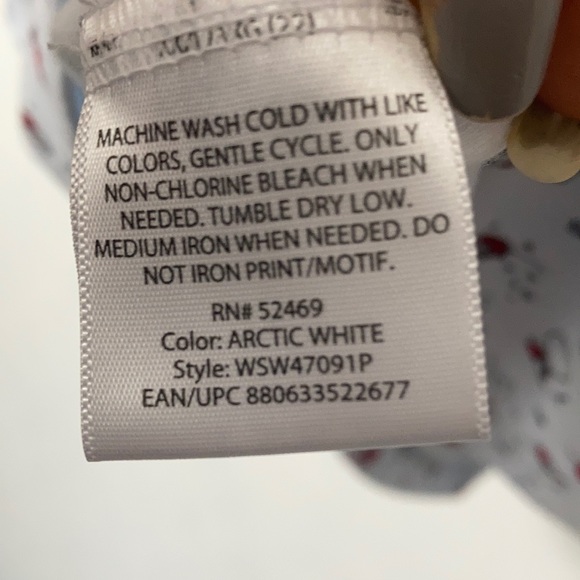 MACHINE WASH COLD WITH LIKE
COLORS, GENTLE CYCLE. ONLY
NON-CHLORINE BLEACH WHEN
NEEDED. TUMBLE DRY LOW.
MEDIUM IRON WHEN NEEDED. DO
NOT IRON PRINT/MOTIF.
RN# 52469
Color: ARCTIC WHITE
Style: WSW47091P
EAN/UPC 880633522677